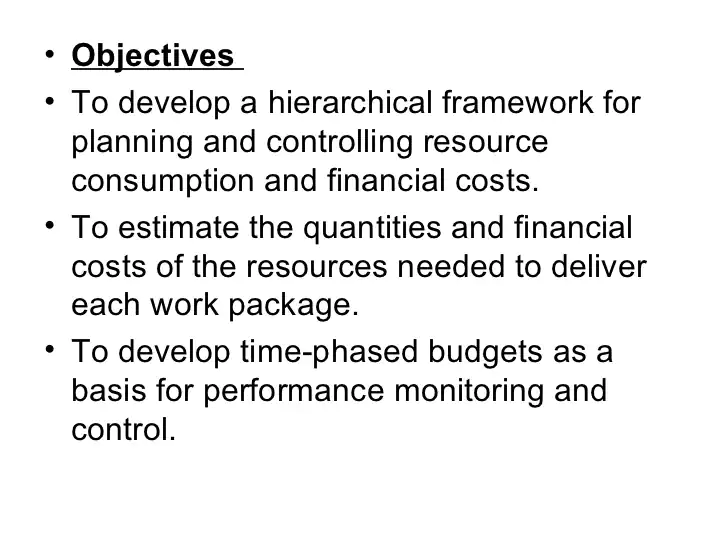 • Objectives
• To develop a hierarchical framework for
planning and controlling resource
consumption and financial costs.
• To estimate the quantities and financial
costs of the resources needed to deliver
each work package.
• To develop time-phased budgets as a
basis for performance monitoring and
control.